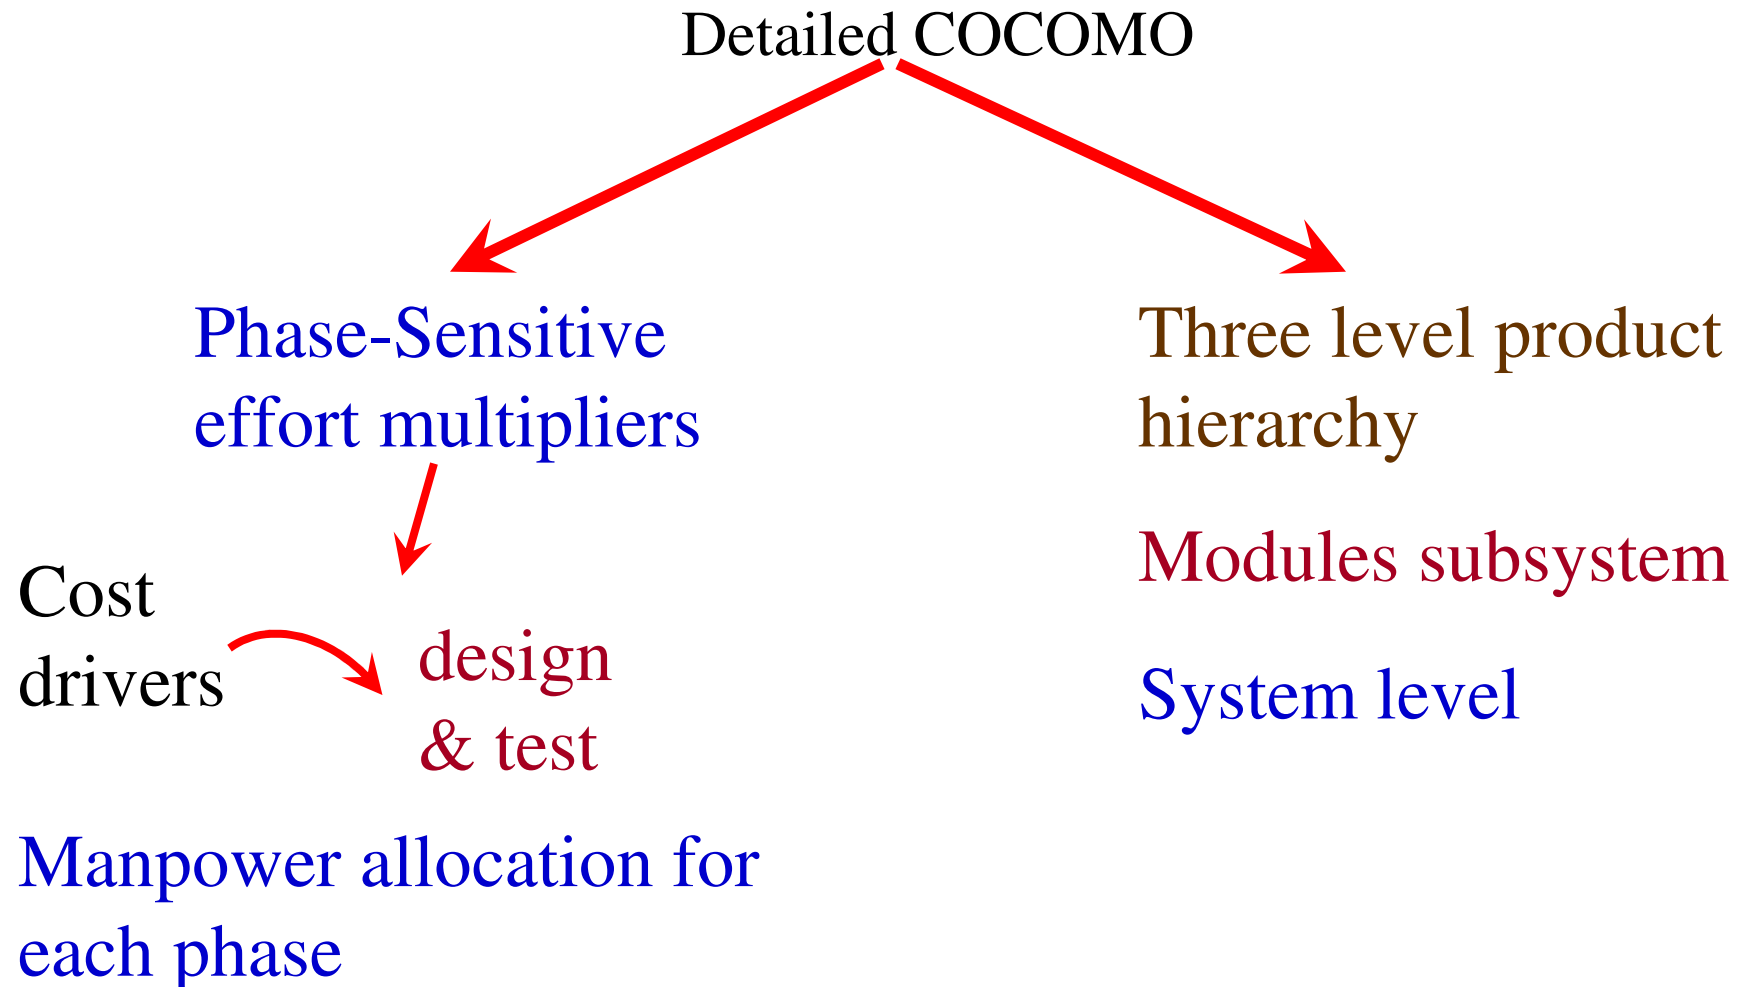 Detailed COCOMO
Phase-Sensitive
effort multipliers
Cost
drivers
design
& test
Manpower allocation for
each phase
Three level product
hierarchy
Modules subsystem
System level